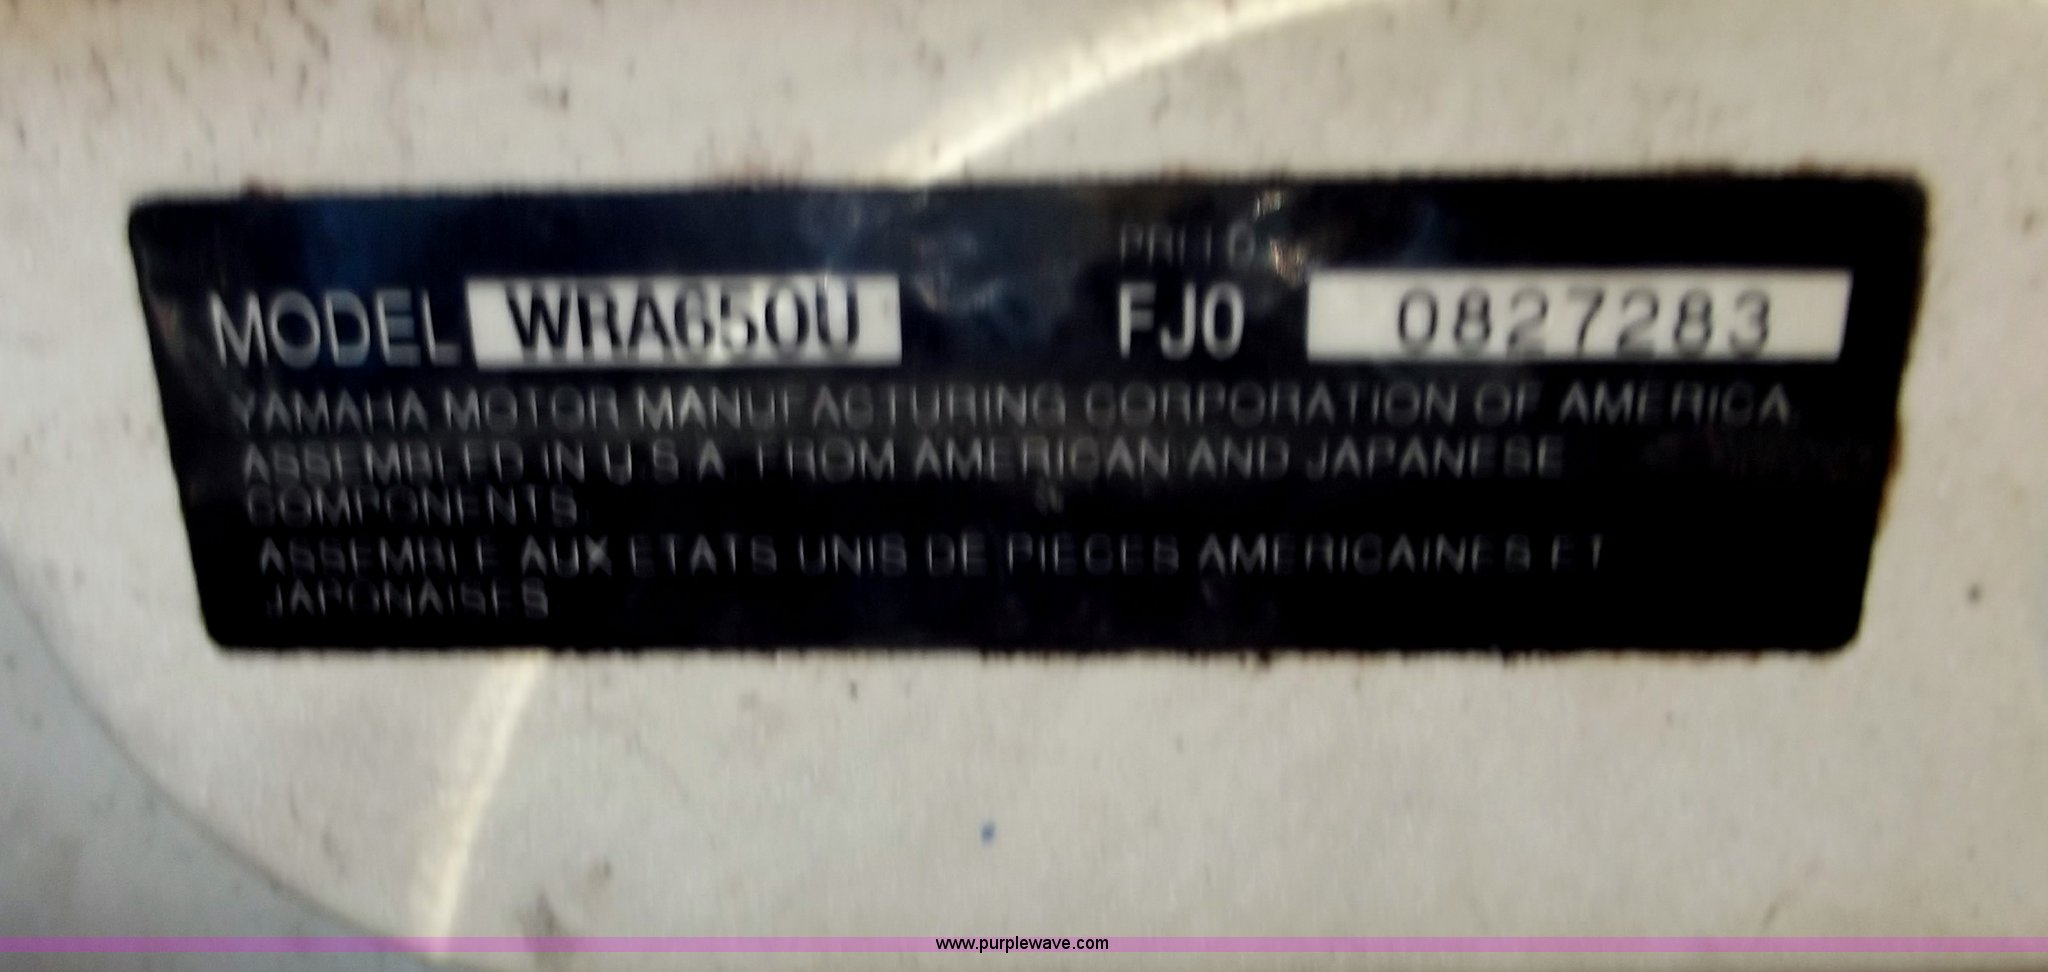 PRI I.D.
MODEL WRA650U FJ0 0827283
YAMAHA MOTOR MANUFACTURING CORPORATION OF AMERICA
ASSEMBLED IN U.S.A. FROM AMERICAN AND JAPANESE
COMPONENTS.
ASSEMBLE AUX ETATS UNIS DE PIECES AMERICAINES ET
JAPONAISES
www.purplewave.com